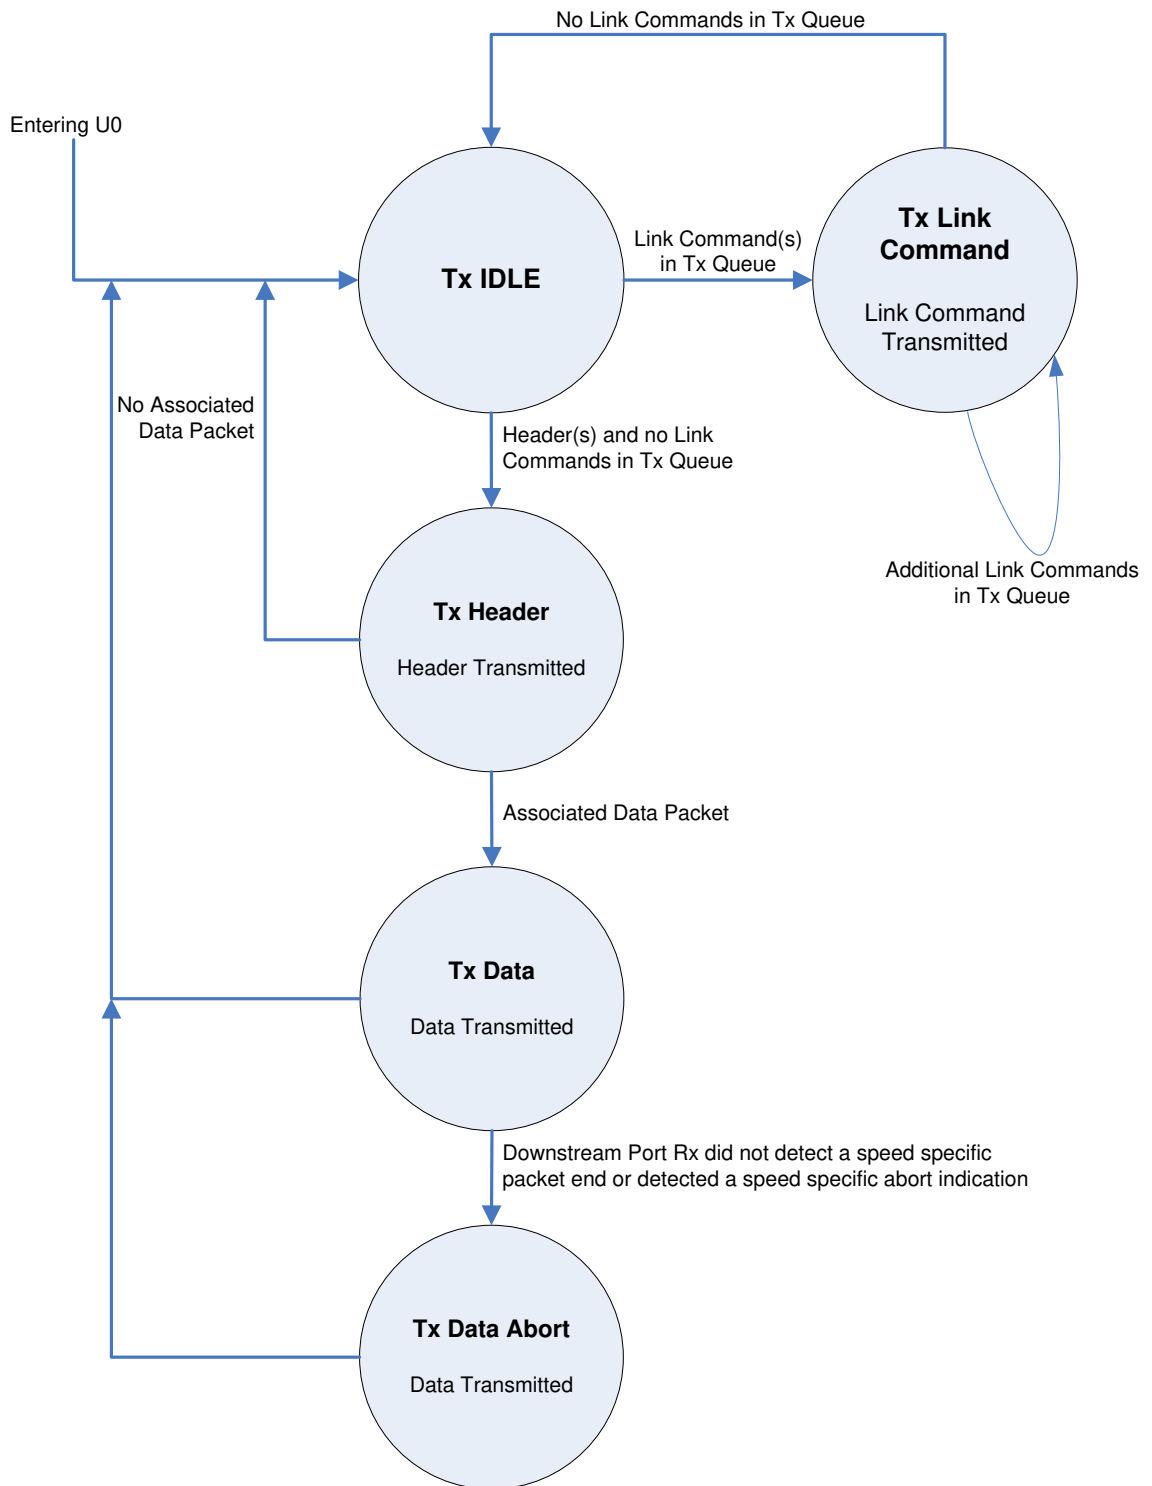 No Link Commands in Tx Queue
Entering U0
Tx IDLE
Link Command(s)
in Tx Queue
Tx Link
Command
Link Command
Transmitted
No Associated
Data Packet
Header(s) and no Link
Commands in Tx Queue
Additional Link Commands
in Tx Queue
Tx Header
Header Transmitted
Associated Data Packet
Tx Data
Data Transmitted
Downstream Port Rx did not detect a speed specific
packet end or detected a speed specific abort indication
Tx Data Abort
Data Transmitted